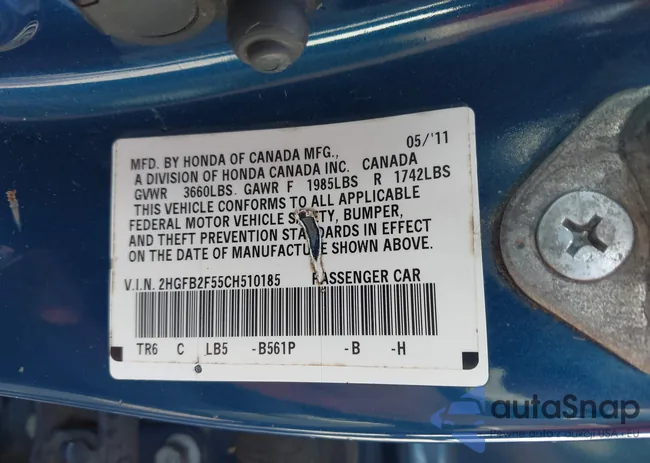 05/'11
MFD. BY HONDA OF CANADA MFG.,
A DIVISION OF HONDA CANADA INC. CANADA
GVWR 3660LBS. GAWR F 1985LBS R 1742LBS
THIS VEHICLE CONFORMS TO ALL APPLICABLE
FEDERAL MOTOR VEHICLE SAFETY, BUMPER,
AND THEFT PREVENTION STANDARDS IN EFFECT
ON THE DATE OF MANUFACTURE SHOWN ABOVE.
V.I.N. 2HGFB2F55CH510185 PASSENGER CAR
TR6 C LB5 -B561P -B -H
autaSnap